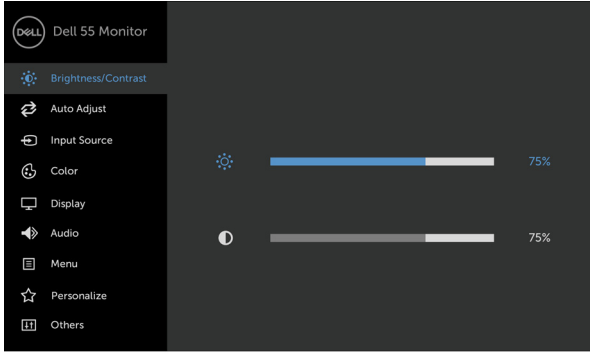 DELL Dell 55 Monitor
Brightness/Contrast
Auto Adjust
Input Source
Color
75%
Display
Audio
75%
Menu
Personalize
Others